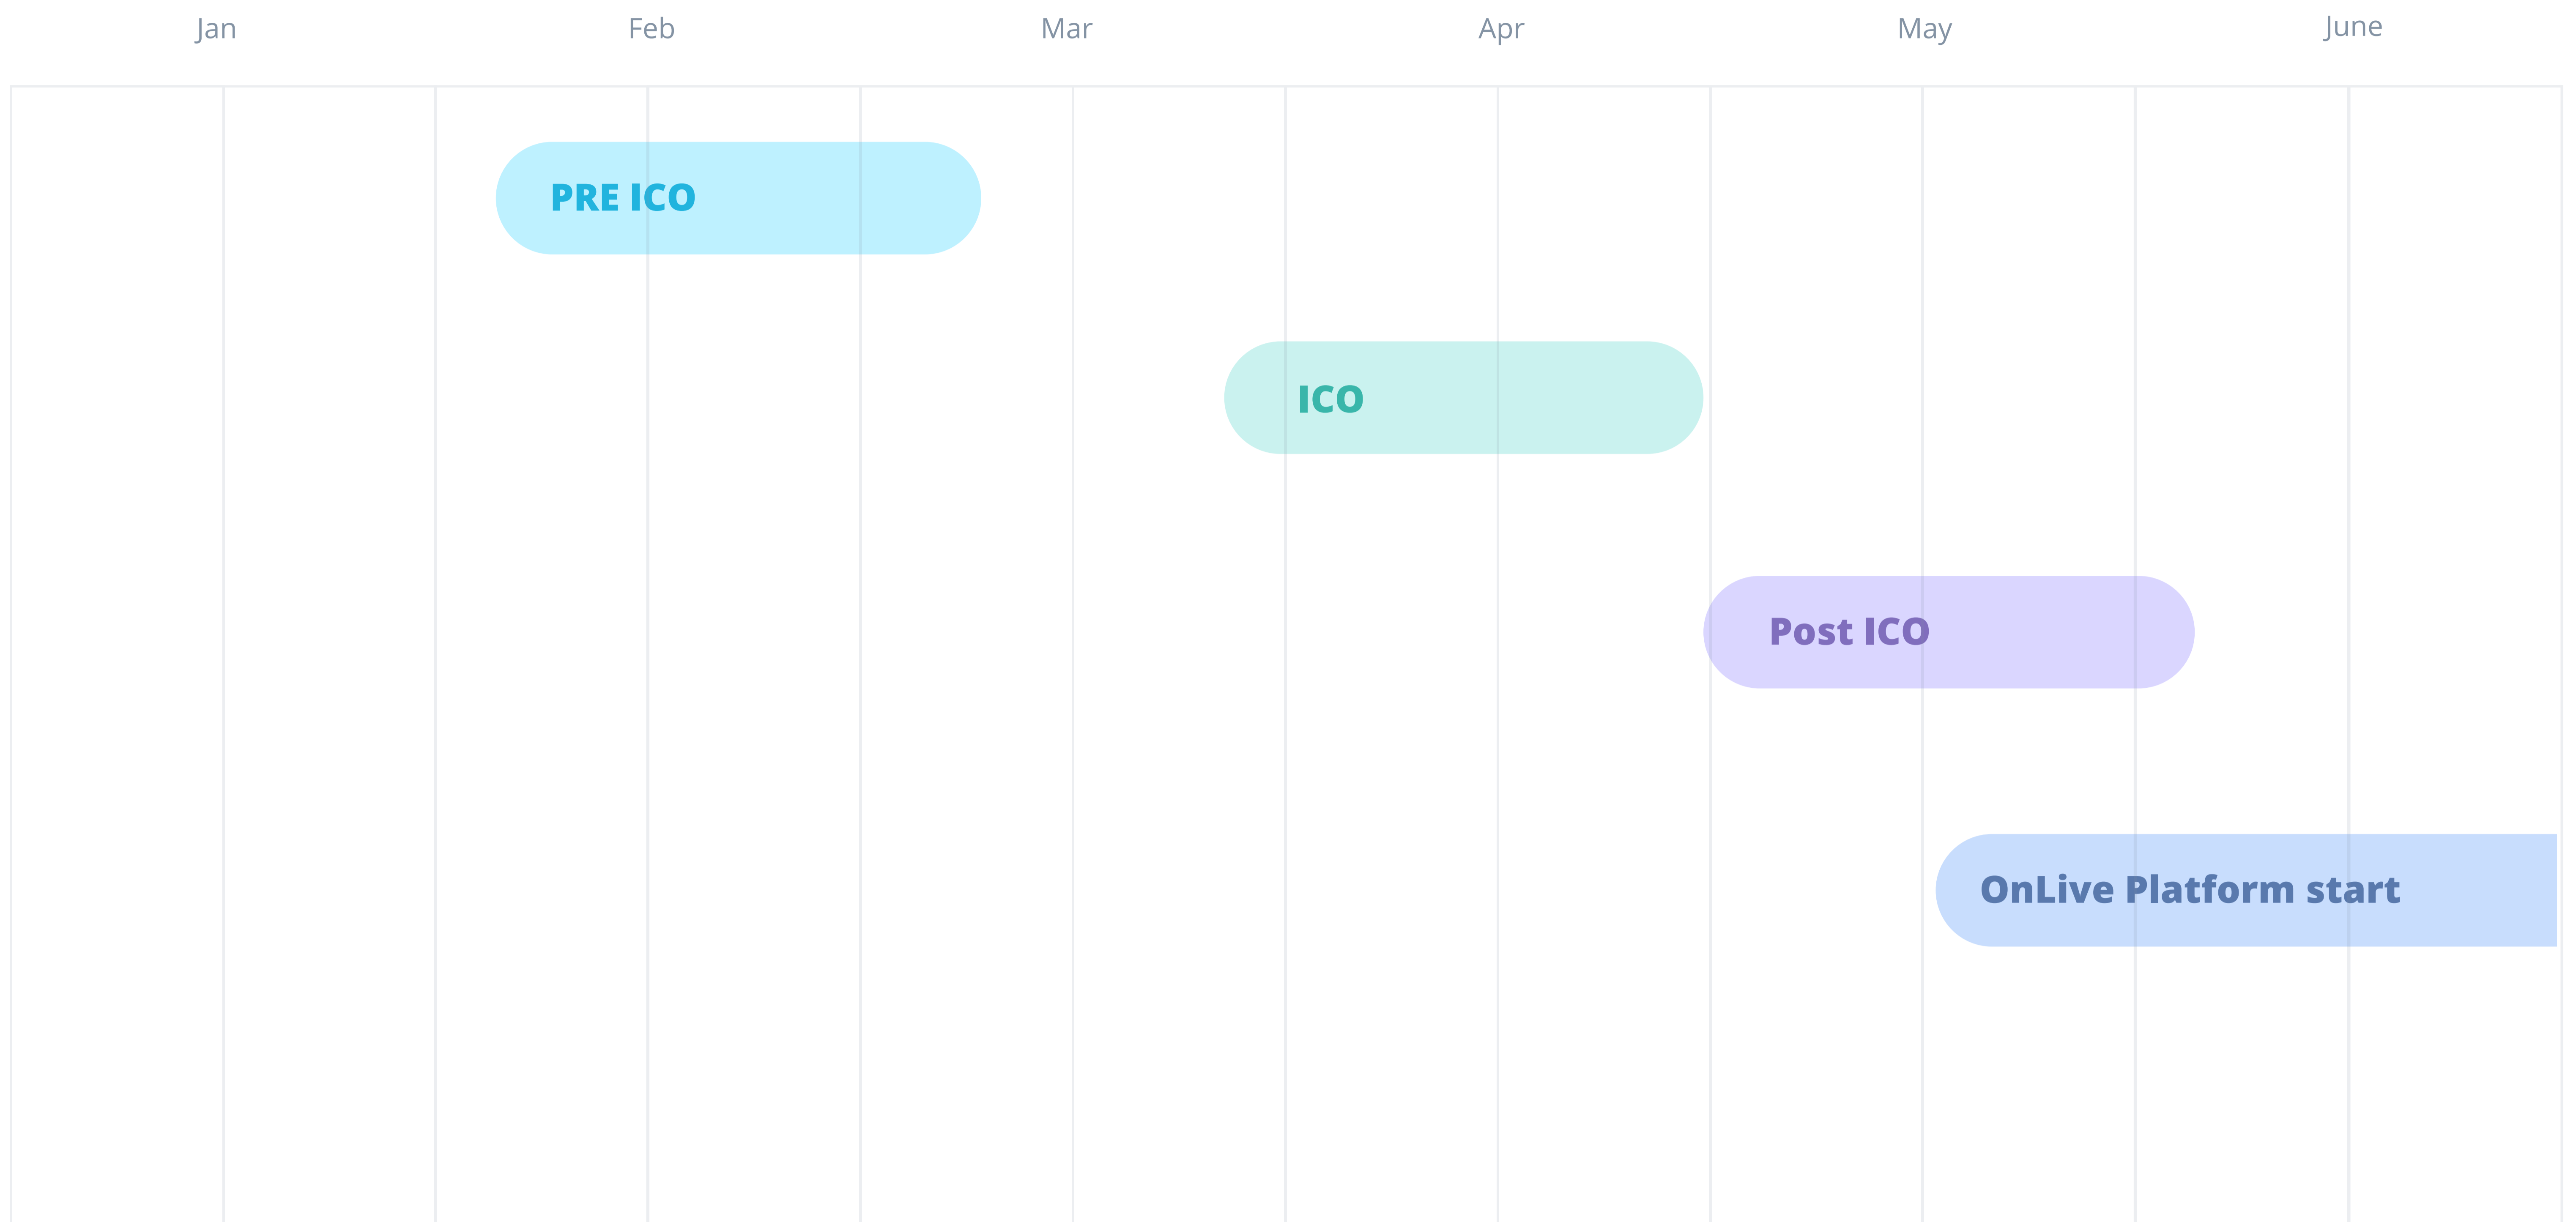 Jan Feb Mar Apr May June
PRE ICO
ICO
Post ICO
OnLive Platform start